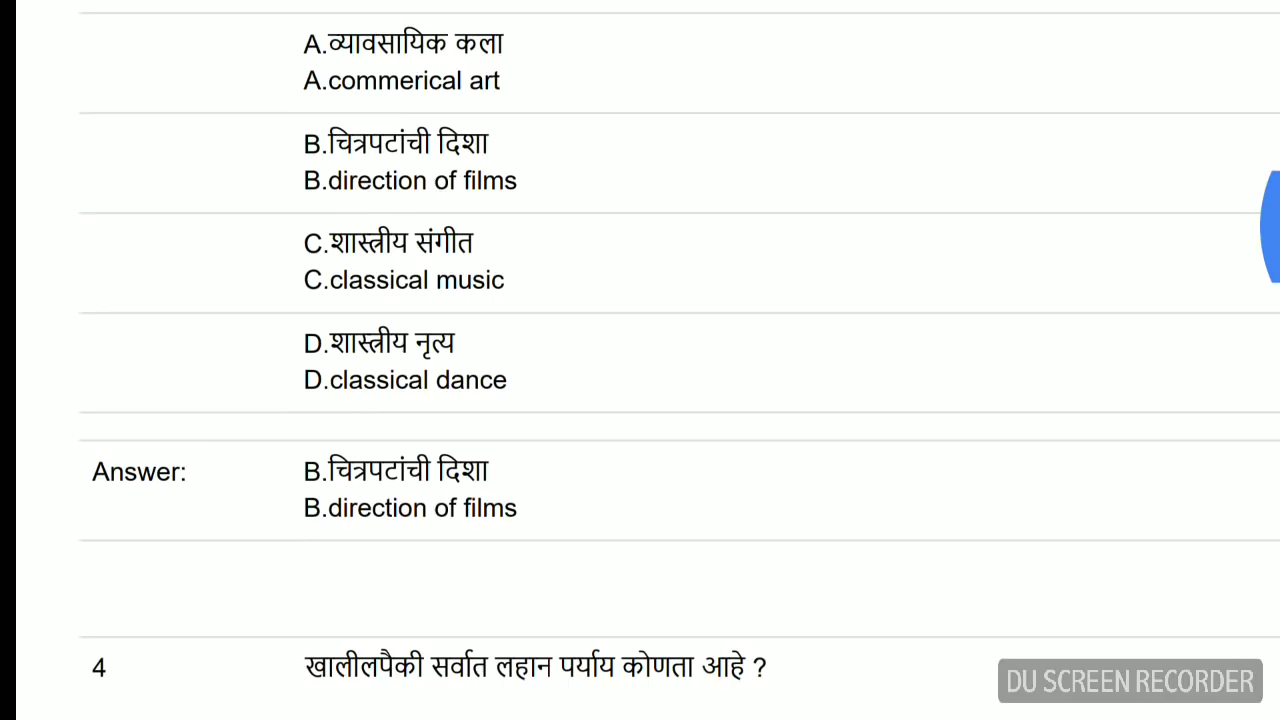 A.व्यावसायिक कला
A.commerical art
B.चित्रपटांची दिशा
B.direction of films
C.शास्त्रीय संगीत
C.classical music
D.शास्त्रीय नृत्य
D.classical dance
Answer: B.चित्रपटांची दिशा
B.direction of films
4 खालीलपैकी सर्वात लहान पर्याय कोणता आहे ?
DU SCREEN RECORDER